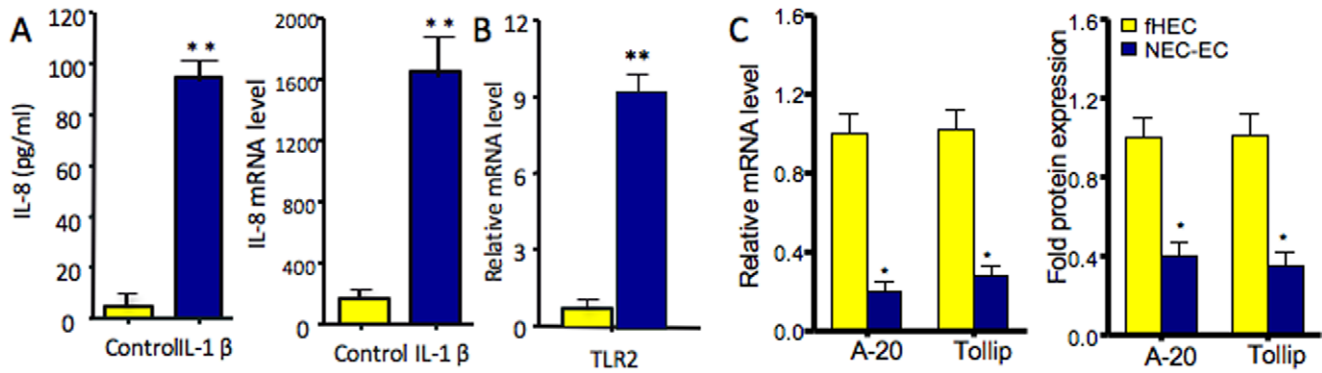 A
IL-8 (pg/ml)
120
100
80
60
40
20
0
**
ControlIL-1 β
IL-8 mRNA level
2000
1600
1200
800
400
0
**
Control IL-1 β
B
Relative mRNA level
12
9
6
3
0
**
TLR2
C
Relative mRNA level
1.6
1.2
0.8
0.4
0.0
*
*
A-20 Tollip
Fold protein expression
1.6
1.2
0.8
0.4
0.0
fHEC
NEC-EC
*
*
A-20 Tollip